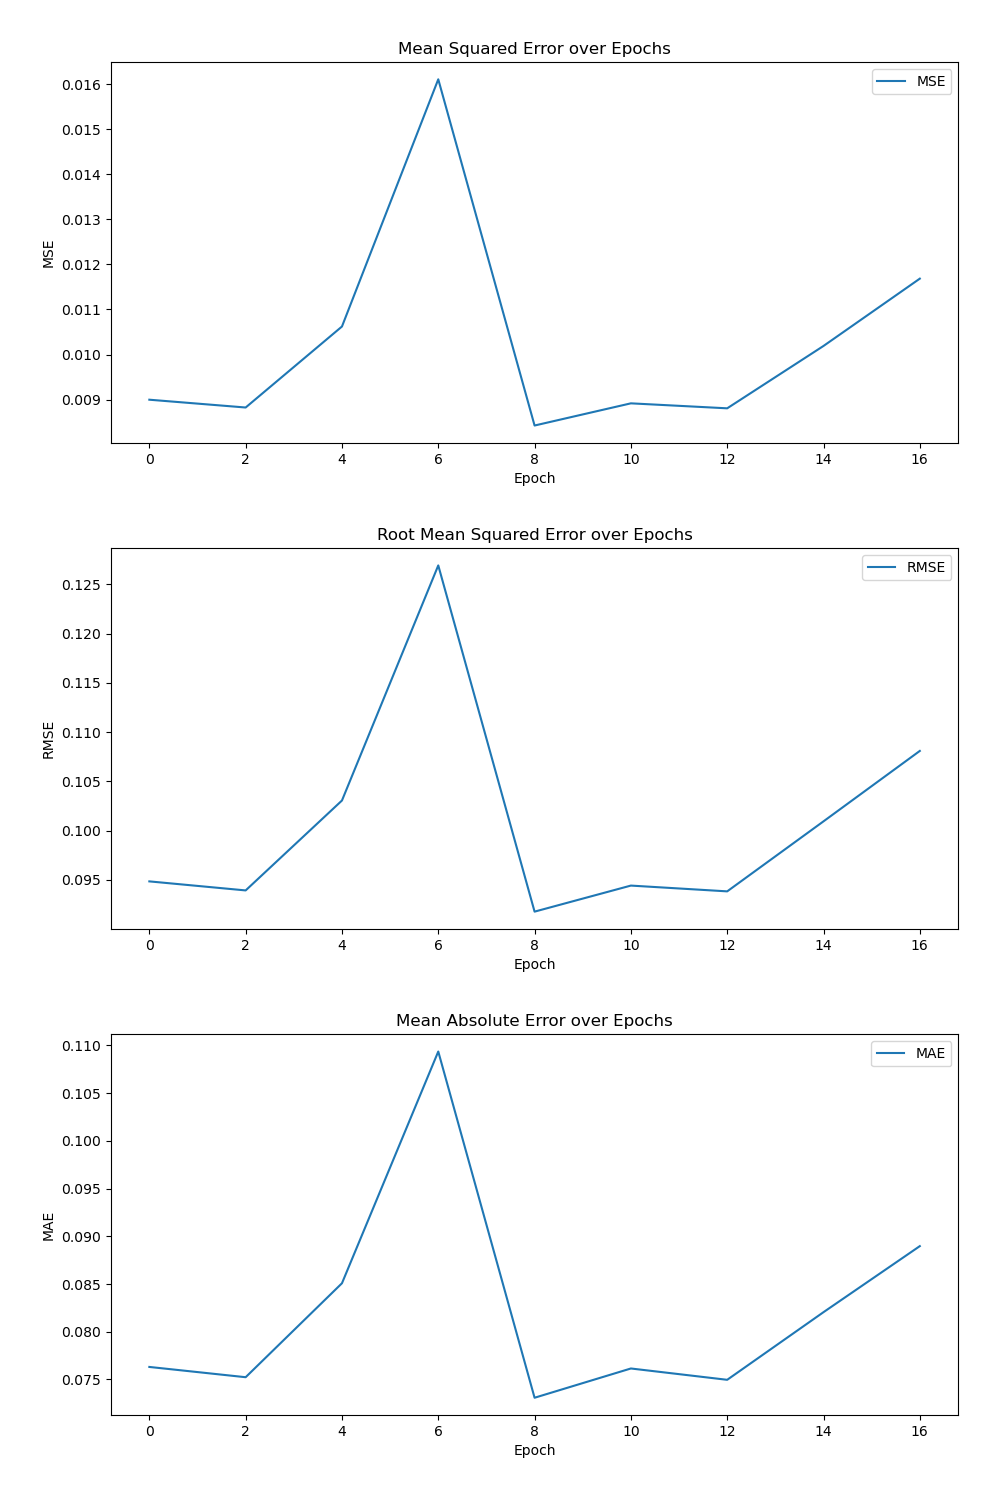 Mean Squared Error over Epochs
MSE
0.016
0.015
0.014
0.013
0.012
0.011
0.010
0.009
MSE
0 2 4 6 8 10 12 14 16
Epoch
Root Mean Squared Error over Epochs
RMSE
0.125
0.120
0.115
0.110
0.105
0.100
0.095
RMSE
0 2 4 6 8 10 12 14 16
Epoch
Mean Absolute Error over Epochs
MAE
0.110
0.105
0.100
0.095
0.090
0.085
0.080
0.075
MAE
0 2 4 6 8 10 12 14 16
Epoch